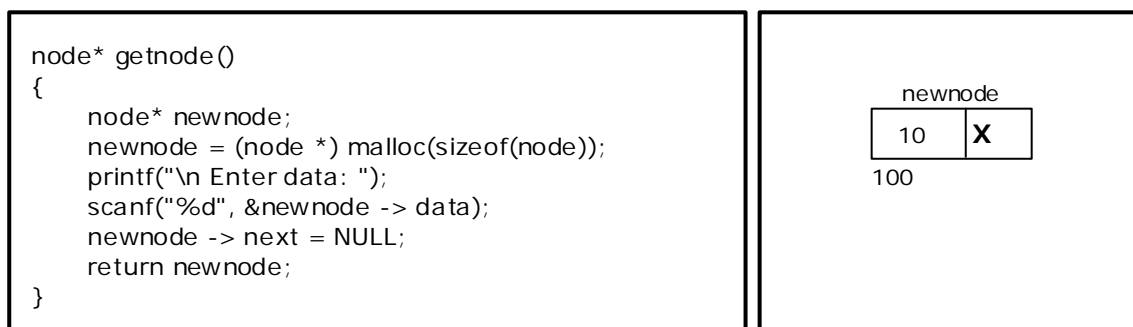 node* getnode()
{
node* newnode;
newnode = (node *) malloc(sizeof(node));
printf("\n Enter data: ");
scanf("%d", &newnode -> data);
newnode -> next = NULL;
return newnode;
}
newnode
10 X
100